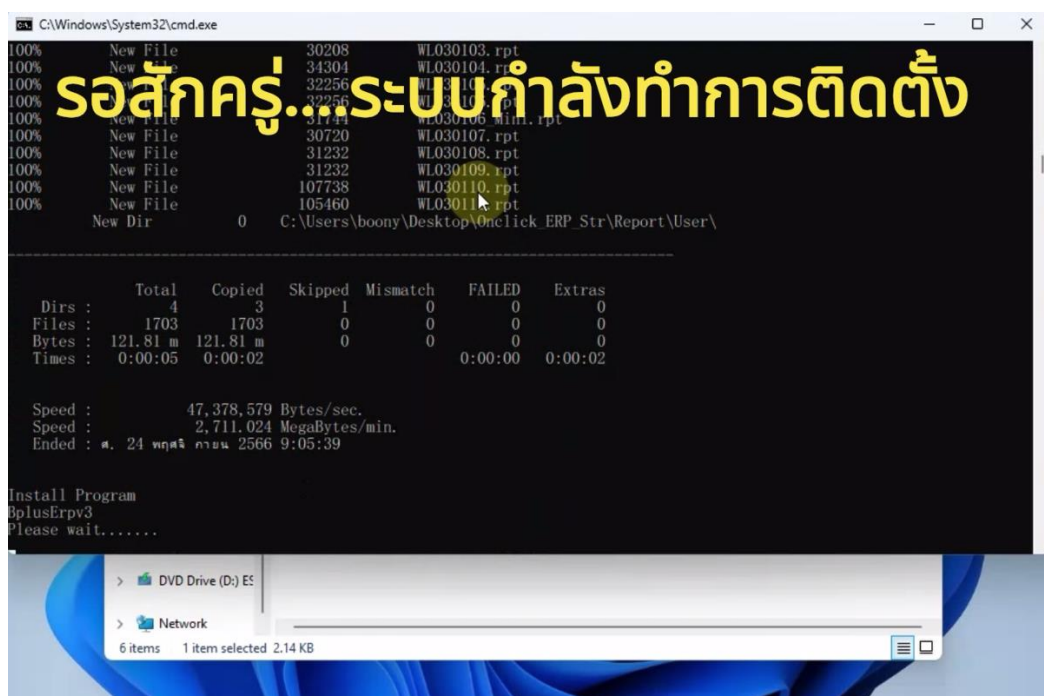 C:\Windows\System32\cmd.exe
100% New File 30208 WL030103.rpt
100% New File 34304 WL030104.rpt
100% New 32256
100% 32256
100% New File 31744 WL030106_Mini.rpt
100% New File 30720 WL030107.rpt
100% New File 31232 WL030108.rpt
100% New File 31232 WL030109.rpt
100% New File 107738 WL030110.rpt
100% New File 105460 rpt
รอสักครู่....ระบบกำลังทำการติดตั้ง
New Dir 0 C:\Users\boony\Desktop\Onclick_ERP_Str\Report\User\
Total Copied Skipped Mismatch FAILED Extras
Dirs : 4 3 1 0 0 0
Files : 1703 1703 0 0 0 0
Bytes : 121.81 m 121.81 m 0 0 0 0
Times : 0:00:05 0:00:02 0:00:00 0:00:02
Speed : 47,378,579 Bytes/sec.
Speed : 2,711.024 MegaBytes/min.
Ended : ศ. 24 พฤศจิ กายน 2566 9:05:39
Install Program
BplusErpv3
Please wait.......
DVD Drive (D:) ES
Network
6 items 1 item selected 2.14 KB